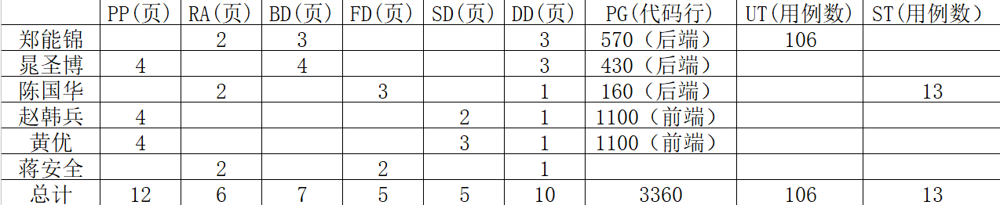 PP(页) RA(页) BD(页) FD(页) SD(页) DD(页) PG(代码行) UT(用例数) ST(用例数）
郑能锦 2 3 3 570（后端） 106
晁圣博 4 4 3 430（后端）
陈国华 2 3 1 160（后端） 13
赵韩兵 4 2 1 1100（前端）
黄优 4 3 1 1100（前端）
蒋安全 2 2 1
总计 12 6 7 5 5 10 3360 106 13